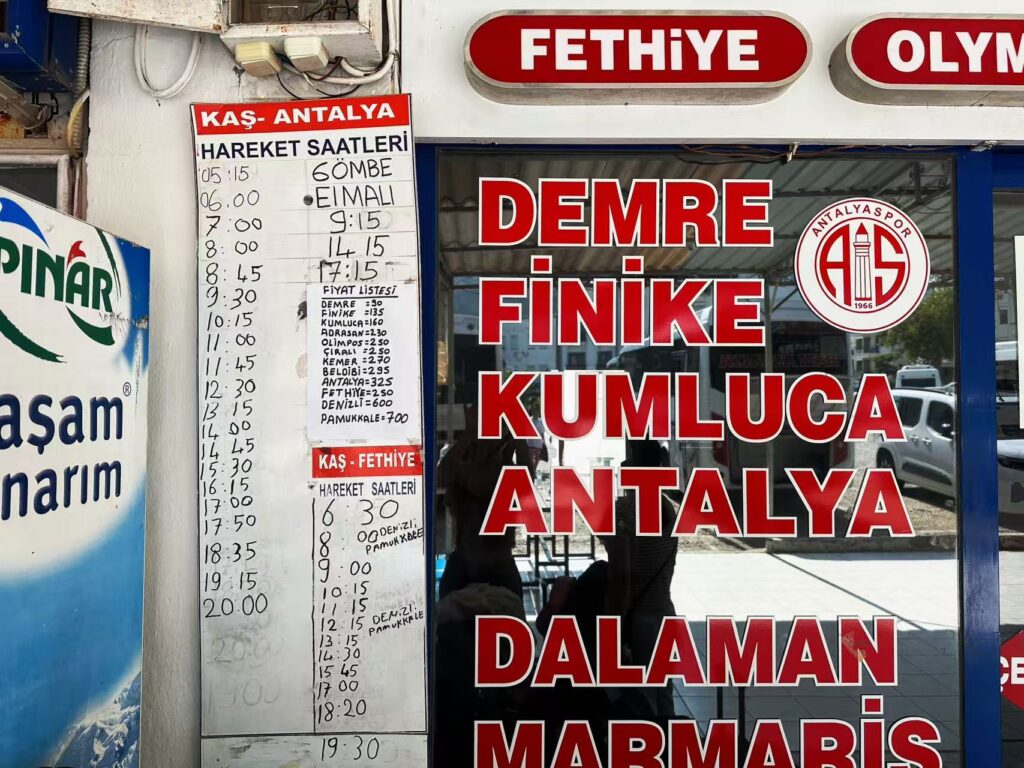 FETHİYE
OLYM
KAŞ- ANTALYA
HAREKET SAATLERİ
05:15
06.00
7:00
8:00
8:45
9:30
10:15
11:00
11:45
12:30
13:15
14:00
14:45
15:30
16:15
17:00
17:50
18:35
19:15
20:00
GÖMBE
ElMALI
9:15
14 15
17:15
FİYAT LİSTESİ
DEMRE =90
FİNİKE =135
KUMLUCA=160
ADRASAN=230
OLİMPOS=250
ÇIRALI =250
KEMER =270
BELDİBİ=295
ANTALYA=325
FETHİYE=250
DENİZLİ=600
PAMUKKALE=700
KAŞ - FETHİYE
HAREKET SAATLERİ
6 30
8 00 DENİZLİ
PAMUKKALE
9:00
10:15
11:15
12:15 DENİZLİ
PAMUKKALE
13:15
14:30
15 45
17 00
18:20
19:30
PINAR
aşam®
narım
DEMRE
FİNİKE
KUMLUCA
ANTALYA
DALAMAN
MARMARİS
ANTALYASPOR
AS
1966
ÇE